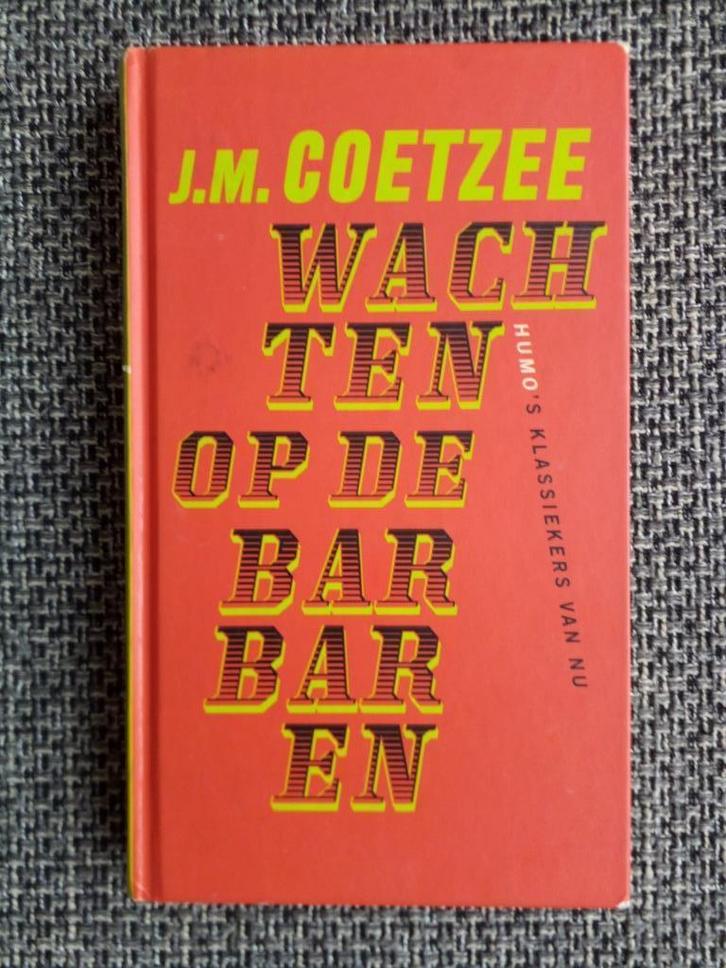 J.M. COETZEE
WACH
TEN
OP DE
BAR
BAR
EN
HUMO'S KLASSIEKERS VAN NU